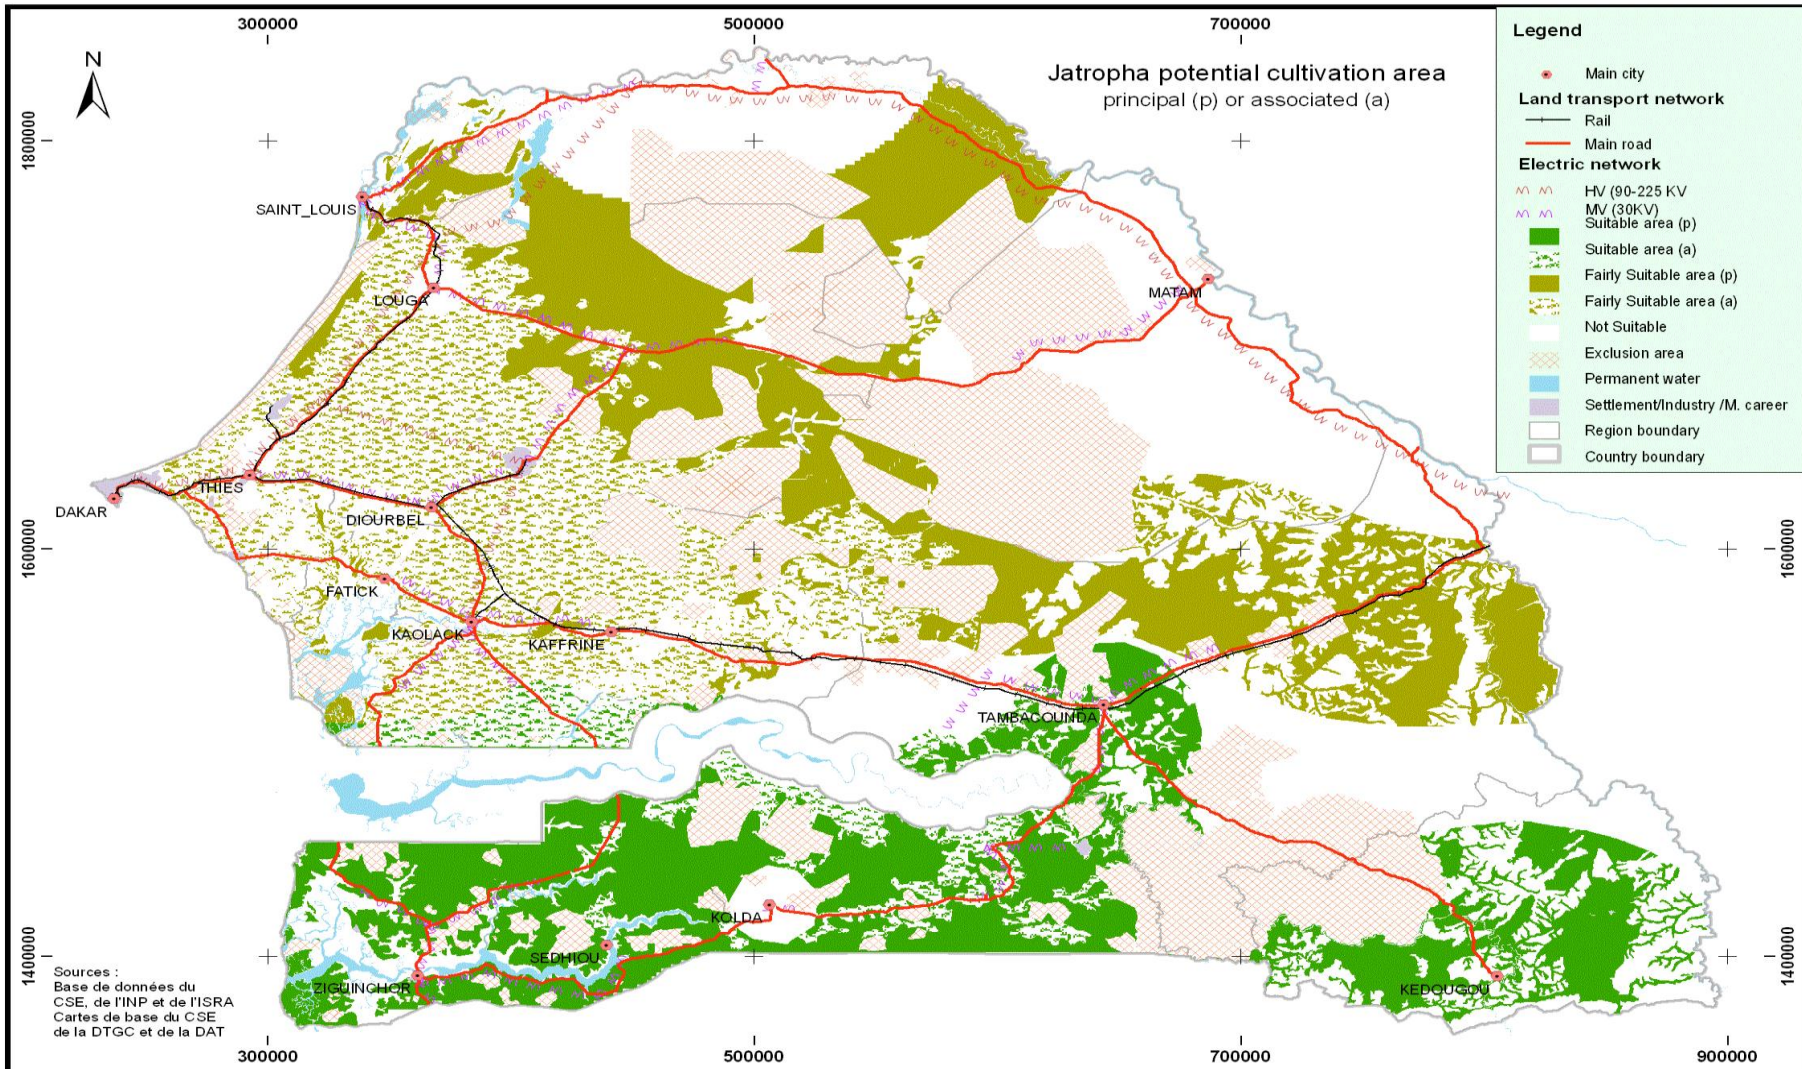 300000
500000
700000
N
Jatropha potential cultivation area
principal (p) or associated (a)
Legend
Main city
Land transport network
Rail
Main road
Electric network
HV (90-225 KV
MV (30KV)
Suitable area (p)
Suitable area (a)
Fairly Suitable area (p)
Fairly Suitable area (a)
Not Suitable
Exclusion area
Permanent water
Settlement/Industry /M. career
Region boundary
Country boundary
1800000
SAINT_LOUIS
LOUGA
MATAM
THIES
DAKAR
DIOURBEL
1600000
1600000
FATICK
KAOLACK
KAFFRINE
TAMBACOUNDA
KOLDA
SEDHIOU
ZIGUINCHOR
KEDOUGOU
1400000
1400000
Sources :
Base de données du
CSE, de l'INP et de l'ISRA
Cartes de base du CSE
de la DTGC et de la DAT
300000
500000
700000
900000